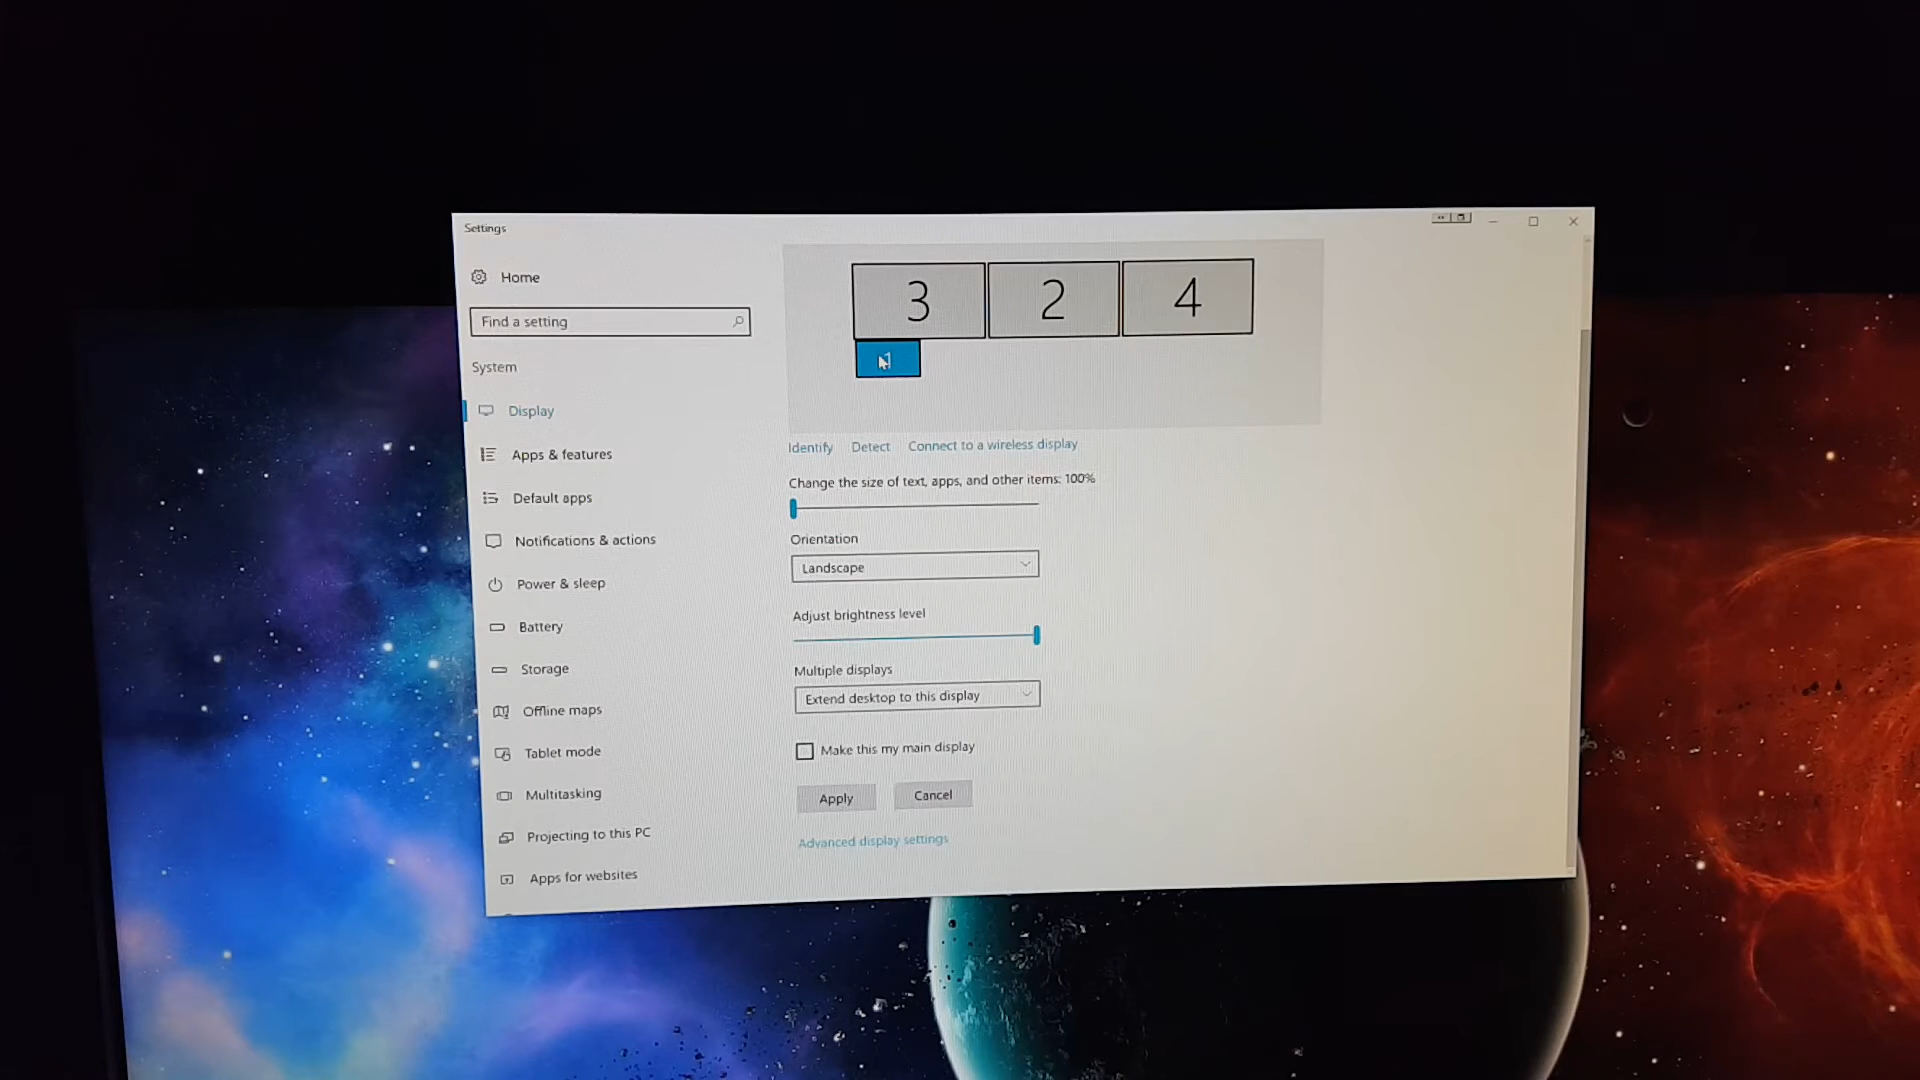 Settings
Home
Find a setting
System
Display
Apps & features
Default apps
Notifications & actions
Power & sleep
Battery
Storage
Offline maps
Tablet mode
Multitasking
Projecting to this PC
Apps for websites
3 2 4
1
Identify Detect Connect to a wireless display
Change the size of text, apps, and other items: 100%
Orientation
Landscape
Adjust brightness level
Multiple displays
Extend desktop to this display
Make this my main display
Apply Cancel
Advanced display settings